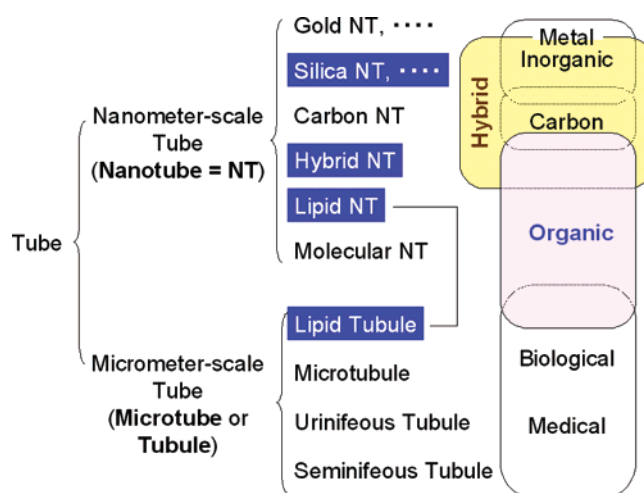 Tube
Nanometer-scale
Tube
(Nanotube = NT)
Gold NT, ····
Silica NT, ····
Carbon NT
Hybrid NT
Lipid NT
Molecular NT
Micrometer-scale
Tube
(Microtube or
Tubule)
Lipid Tubule
Microtubule
Urinifeous Tubule
Seminifeous Tubule
Hybrid
Metal
Inorganic
Carbon
Organic
Biological
Medical